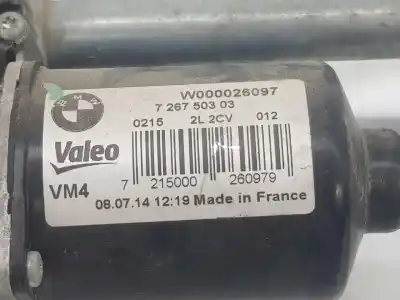 BMW
W000026097
7 267 503 03
0215 2L 2CV 012
Valeo
VM4
7 215000 260979
08.07.14 12:19 Made in France